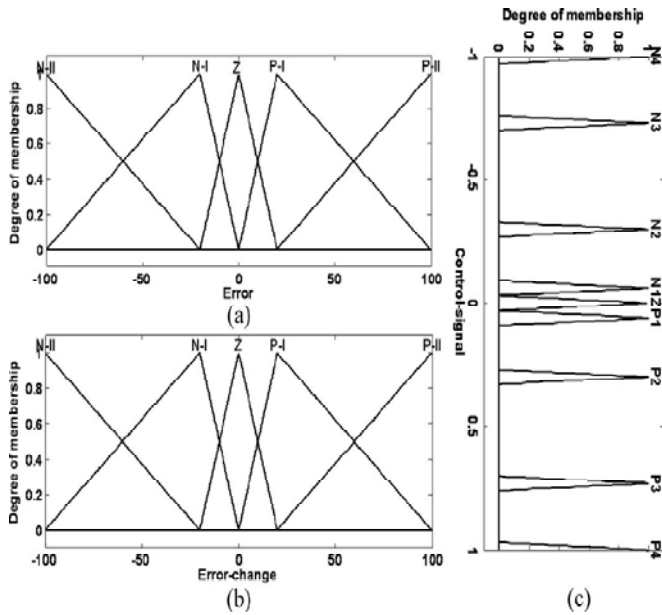 N-II N-I Z P-I P-II
Degree of membership
1
0.8
0.6
0.4
0.2
0
-100 -50 0 50 100
Error
(a)
N-II N-I Z P-I P-II
Degree of membership
1
0.8
0.6
0.4
0.2
0
-100 -50 0 50 100
Error-change
(b)
Degree of membership
0 0.2 0.4 0.6 0.8 1
-1
-0.5
0
0.5
1
Control-signal
N4
N3
N2
N1
Z
P1
P2
P3
P4
(c)